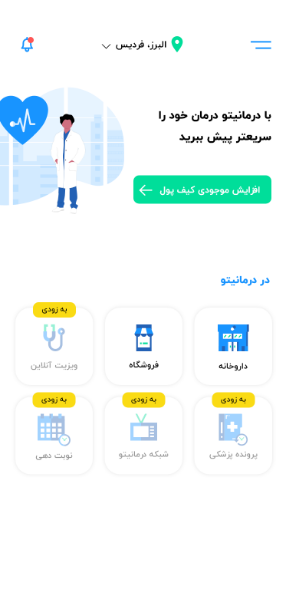 البرز، فردیس
با درمانیتو درمان خود را
سریعتر پیش ببرید
افزایش موجودی کیف پول
در درمانیتو
داروخانه
فروشگاه
به زودی
ویزیت آنلاین
به زودی
پرونده پزشکی
به زودی
شبکه درمانیتو
به زودی
نوبت دهی